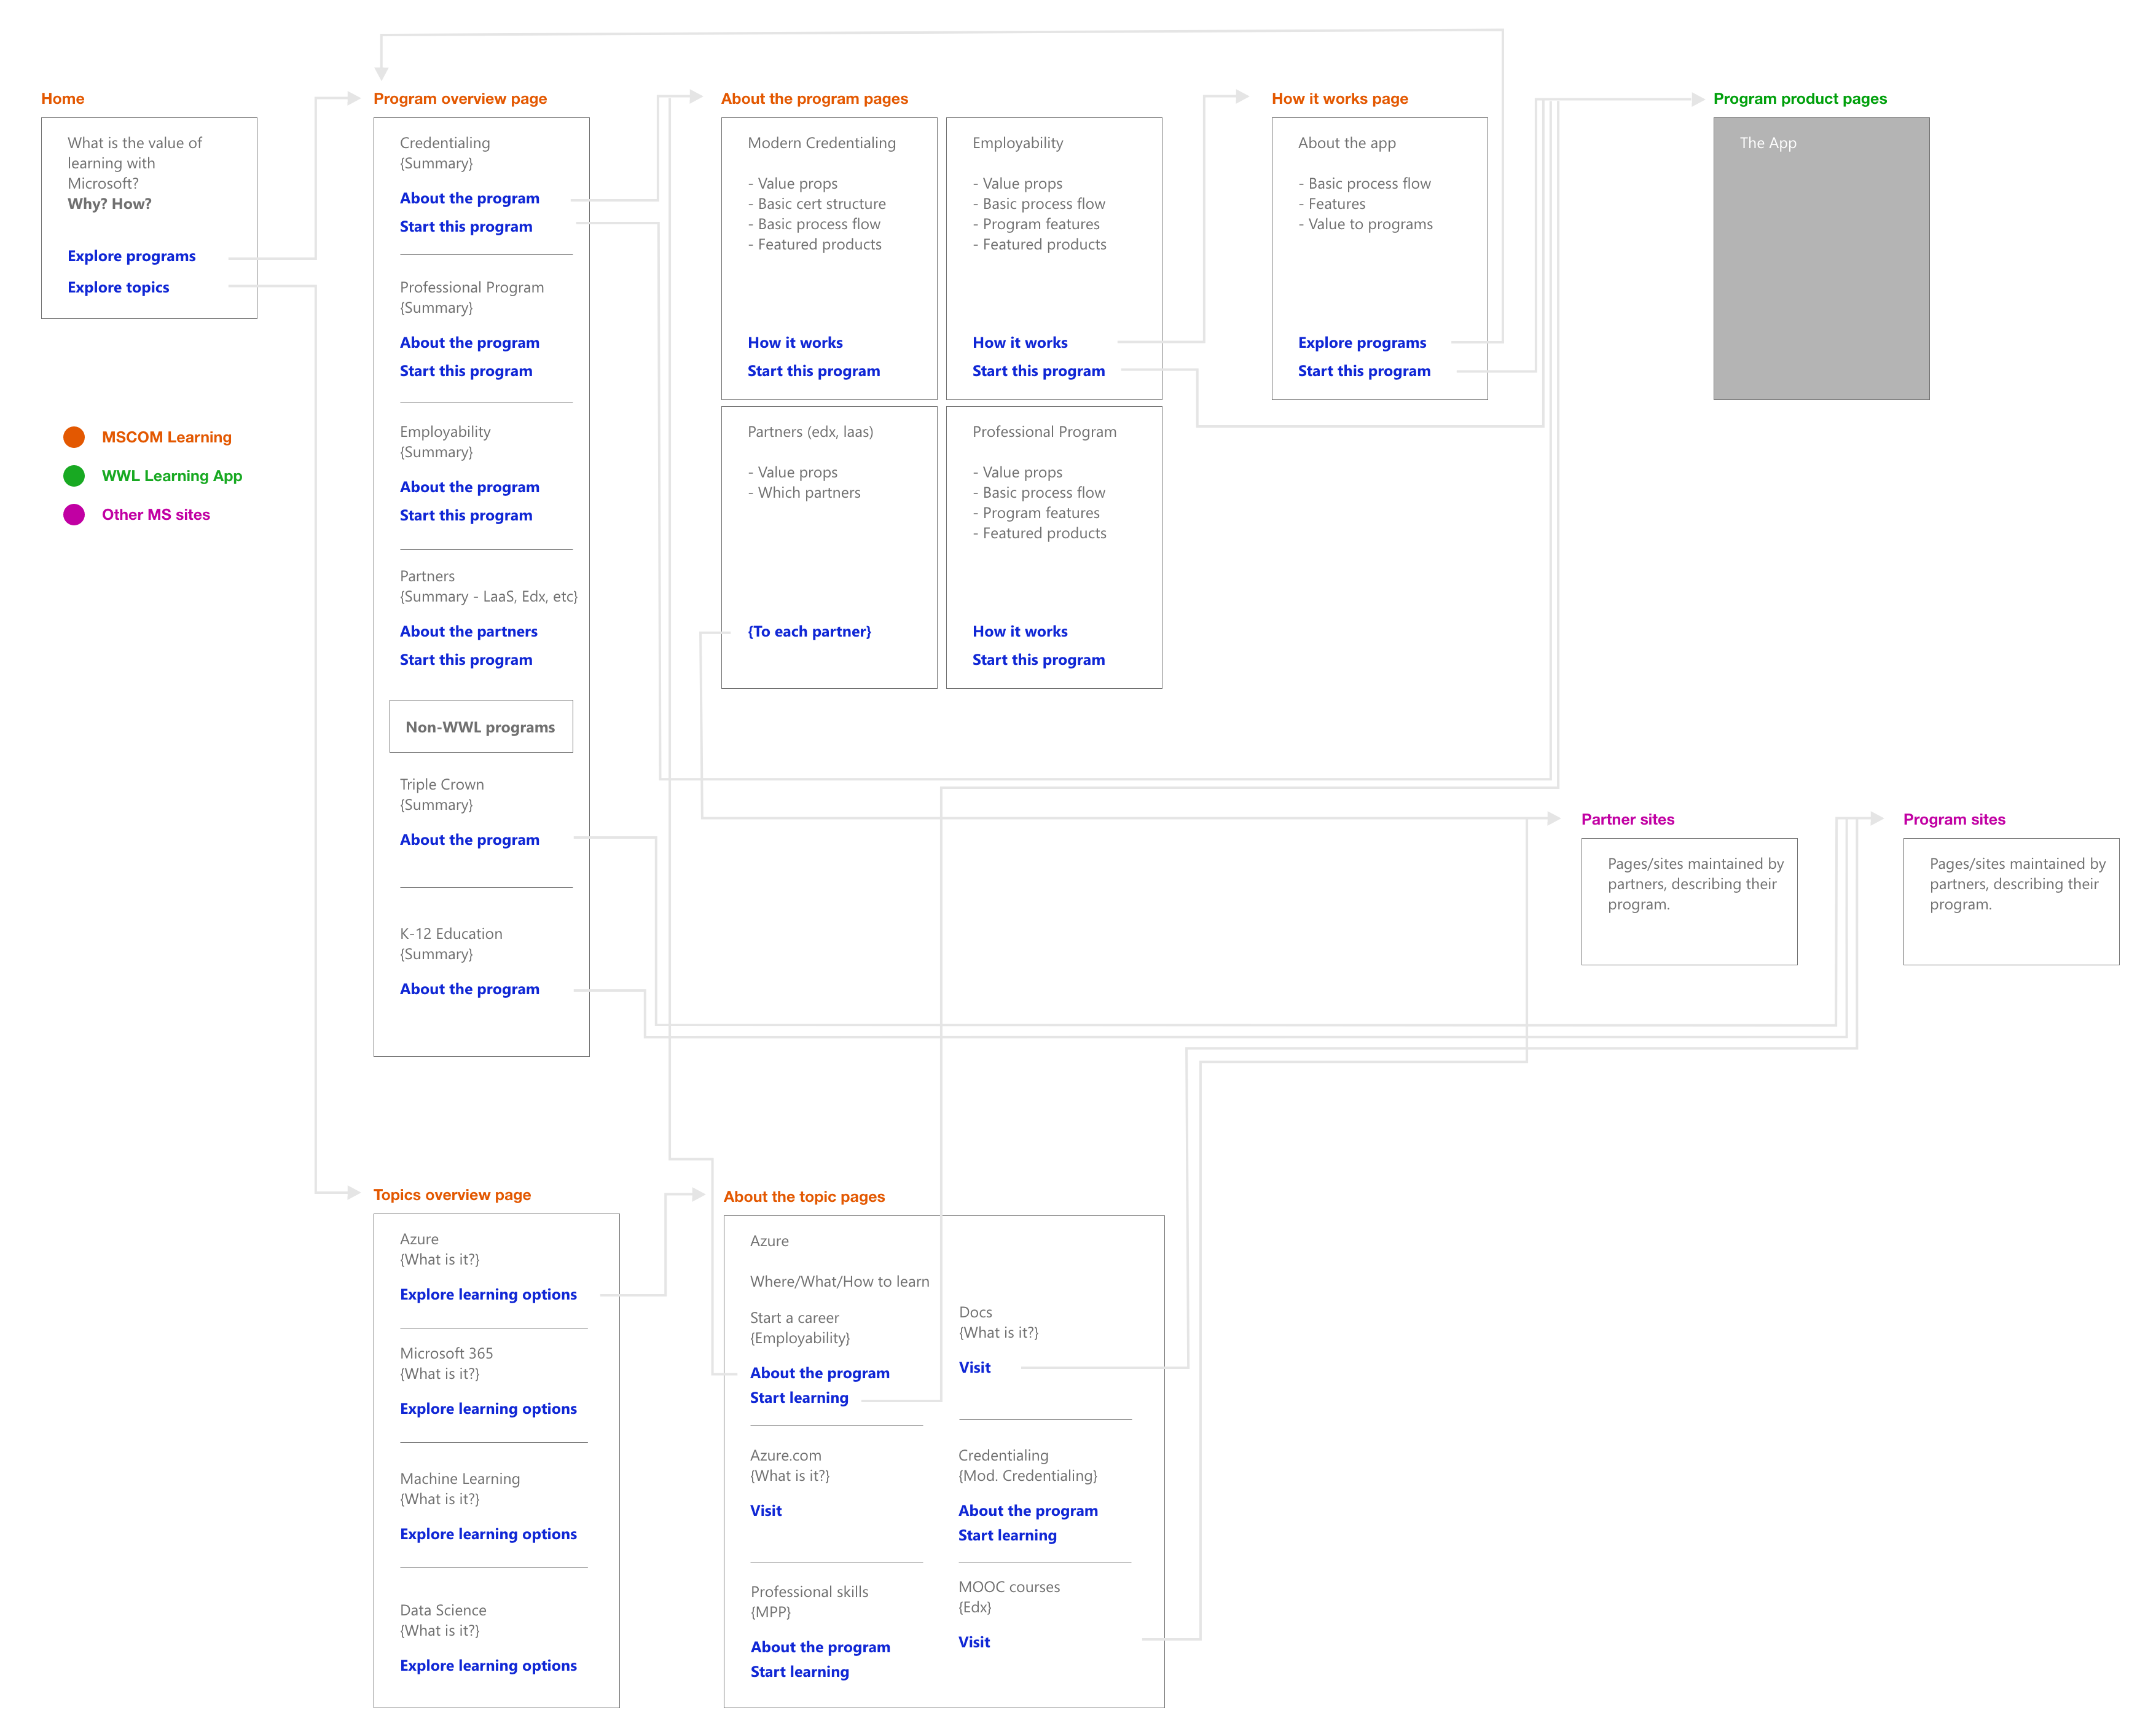 Home
What is the value of
learning with
Microsoft?
Why? How?
Explore programs
Explore topics
MSCOM Learning
WWL Learning App
Other MS sites
Program overview page
Credentialing
{Summary}
About the program
Start this program
Professional Program
{Summary}
About the program
Start this program
Employability
{Summary}
About the program
Start this program
Partners
{Summary - LaaS, Edx, etc}
About the partners
Start this program
Non-WWL programs
Triple Crown
{Summary}
About the program
K-12 Education
{Summary}
About the program
About the program pages
Modern Credentialing
- Value props
- Basic cert structure
- Basic process flow
- Featured products
How it works
Start this program
Employability
- Value props
- Basic process flow
- Program features
- Featured products
How it works
Start this program
Partners (edx, laas)
- Value props
- Which partners
{To each partner}
Professional Program
- Value props
- Basic process flow
- Program features
- Featured products
How it works
Start this program
How it works page
About the app
- Basic process flow
- Features
- Value to programs
Explore programs
Start this program
Program product pages
The App
Partner sites
Pages/sites maintained by
partners, describing their
program.
Program sites
Pages/sites maintained by
partners, describing their
program.
Topics overview page
Azure
{What is it?}
Explore learning options
Microsoft 365
{What is it?}
Explore learning options
Machine Learning
{What is it?}
Explore learning options
Data Science
{What is it?}
Explore learning options
About the topic pages
Azure
Where/What/How to learn
Start a career
{Employability}
About the program
Start learning
Docs
{What is it?}
Visit
Azure.com
{What is it?}
Visit
Credentialing
{Mod. Credentialing}
About the program
Start learning
Professional skills
{MPP}
About the program
Start learning
MOOC courses
{Edx}
Visit